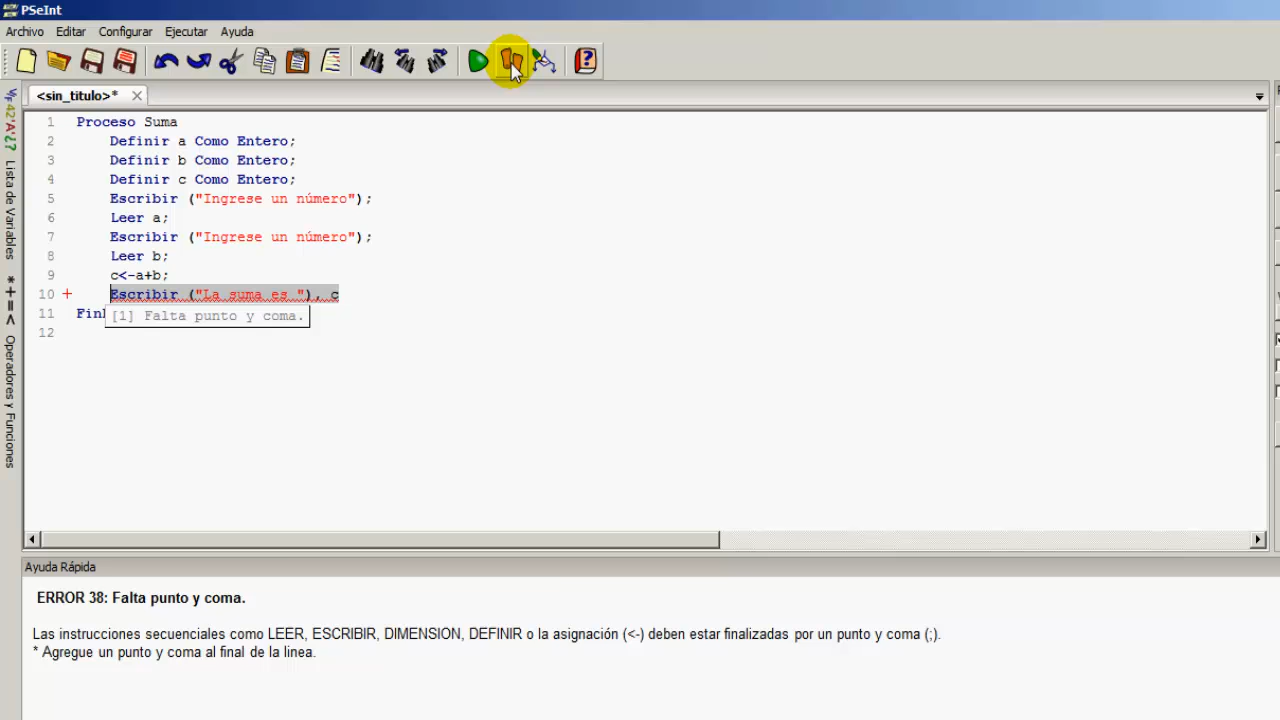 PSeInt
Archivo Editar Configurar Ejecutar Ayuda
<sin_titulo>*
1 Proceso Suma
2 Definir a Como Entero;
3 Definir b Como Entero;
4 Definir c Como Entero;
5 Escribir ("Ingrese un número");
6 Leer a;
7 Escribir ("Ingrese un número");
8 Leer b;
9 c<-a+b;
10 Escribir ("La suma es "), c
11 Fin
[1] Falta punto y coma.
12
Lista de Variables
*+=< Operadores y Funciones
Ayuda Rápida
ERROR 38: Falta punto y coma.
Las instrucciones secuenciales como LEER, ESCRIBIR, DIMENSION, DEFINIR o la asignación (<-) deben estar finalizadas por un punto y coma (;).
* Agregue un punto y coma al final de la linea.